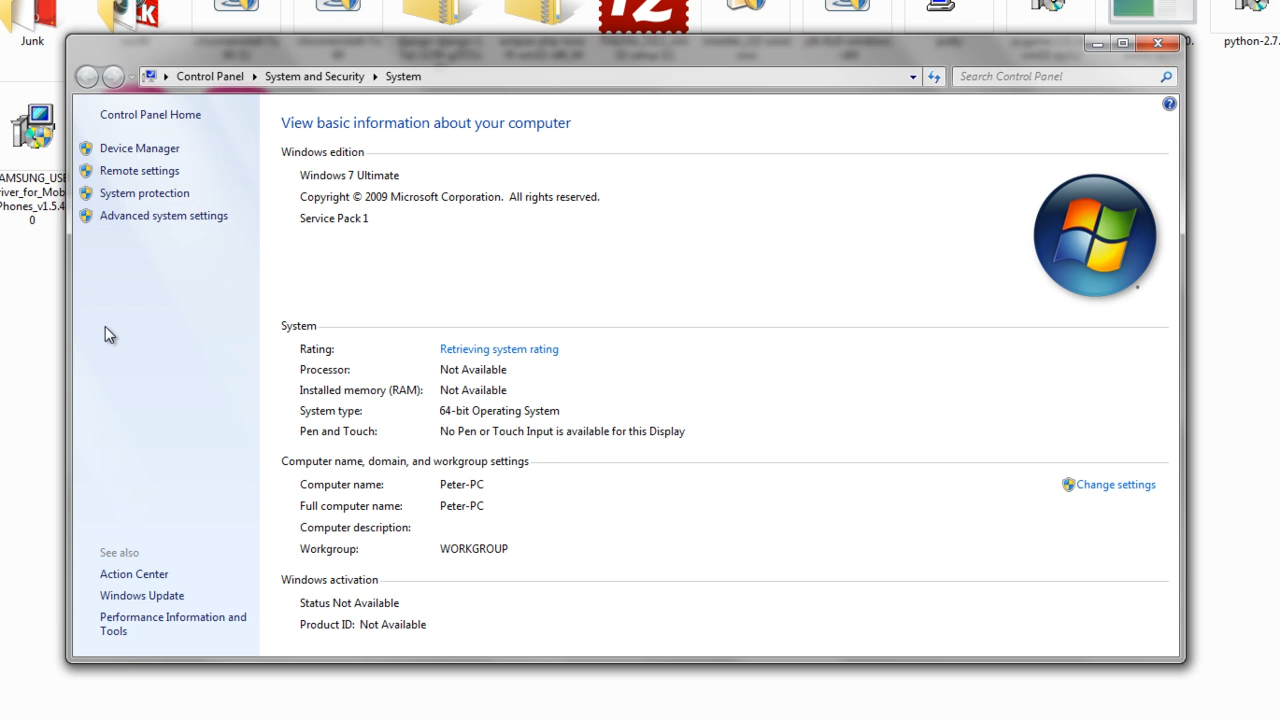 Junk
python-2.7.
Control Panel
System and Security
System
Search Control Panel
Control Panel Home
Device Manager
Remote settings
System protection
Advanced system settings
AMSUNG_USB
river_for_Mob
Phones_v1.5.4
0
View basic information about your computer
Windows edition
Windows 7 Ultimate
Copyright © 2009 Microsoft Corporation. All rights reserved.
Service Pack 1
System
Rating: Retrieving system rating
Processor: Not Available
Installed memory (RAM): Not Available
System type: 64-bit Operating System
Pen and Touch: No Pen or Touch Input is available for this Display
Computer name, domain, and workgroup settings
Computer name: Peter-PC
Change settings
Full computer name: Peter-PC
Computer description:
Workgroup: WORKGROUP
Windows activation
Status Not Available
Product ID: Not Available
See also
Action Center
Windows Update
Performance Information and
Tools